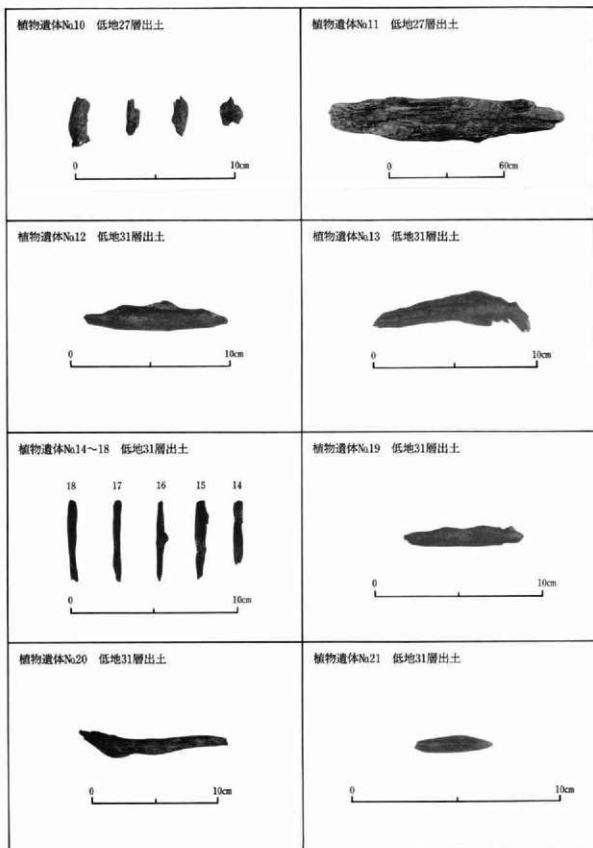 植物遺体№10　低地27層出土
0　10cm
植物遺体№11　低地27層出土
0　60cm
植物遺体№12　低地31層出土
0　10cm
植物遺体№13　低地31層出土
0　10cm
植物遺体№14～18　低地31層出土
18　17　16　15　14
0　10cm
植物遺体№19　低地31層出土
0　10cm
植物遺体№20　低地31層出土
0　10cm
植物遺体№21　低地31層出土
0　10cm